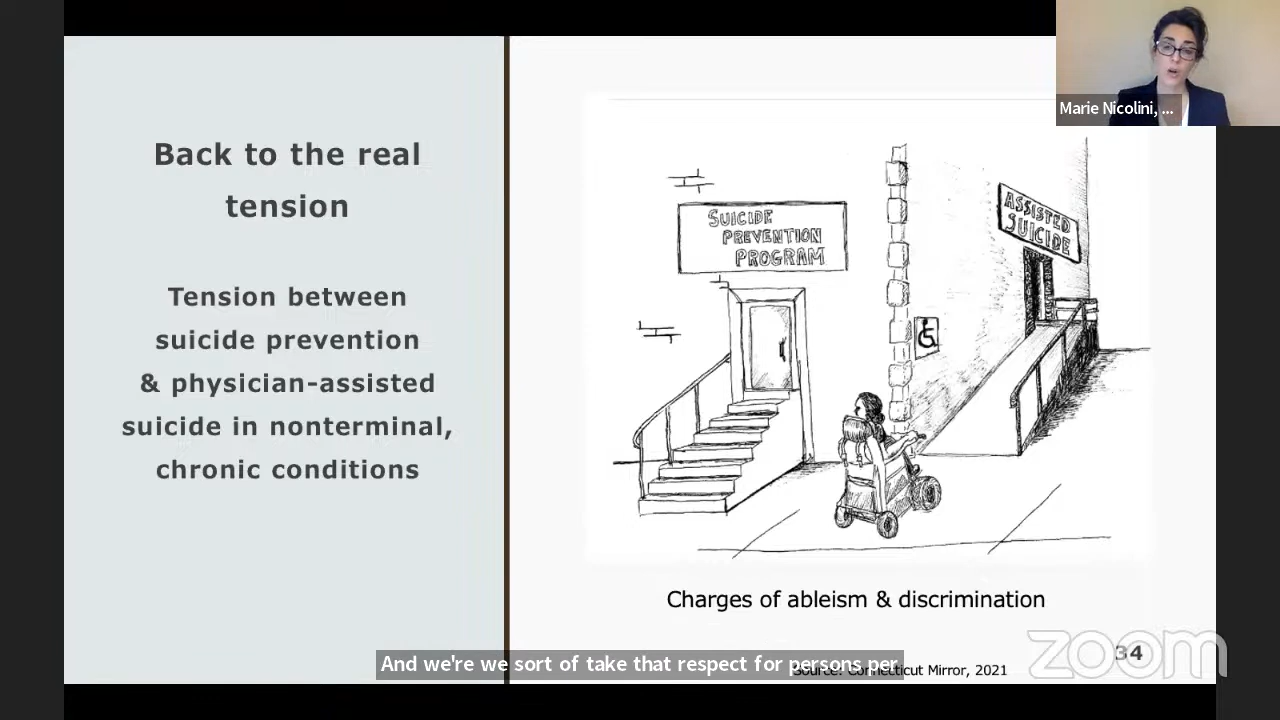 Marie Nicolini, ...
Back to the real
tension
Tension between
suicide prevention
& physician-assisted
suicide in nonterminal,
chronic conditions
SUICIDE
PREVENTION
PROGRAM
ASSISTED
SUICIDE
Charges of ableism & discrimination
And we're we sort of take that respect for persons per
Source: Connecticut Mirror, 2021
34
zoom